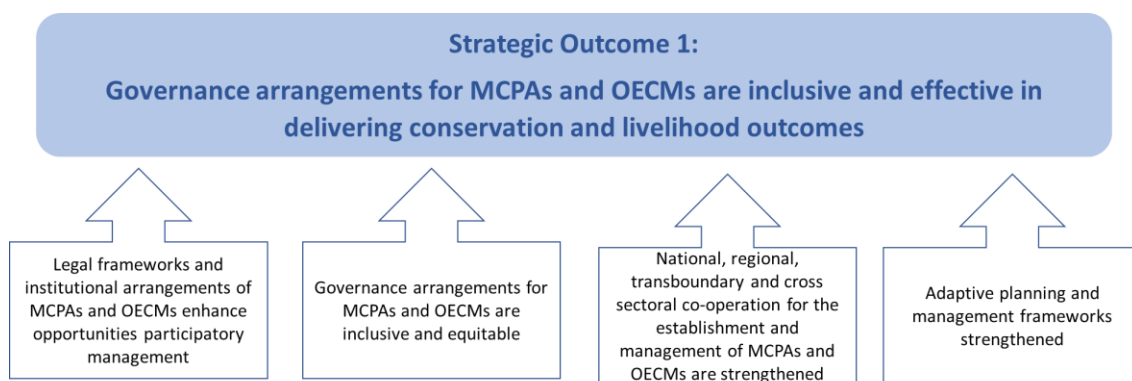 Strategic Outcome 1:
Governance arrangements for MCPAs and OECMs are inclusive and effective in
delivering conservation and livelihood outcomes
Legal frameworks and
institutional arrangements of
MCPAs and OECMs enhance
opportunities participatory
management
Governance arrangements for
MCPAs and OECMs are
inclusive and equitable
National, regional,
transboundary and cross
sectoral co-operation for the
establishment and
management of MCPAs and
OECMs are strengthened
Adaptive planning and
management frameworks
strengthened